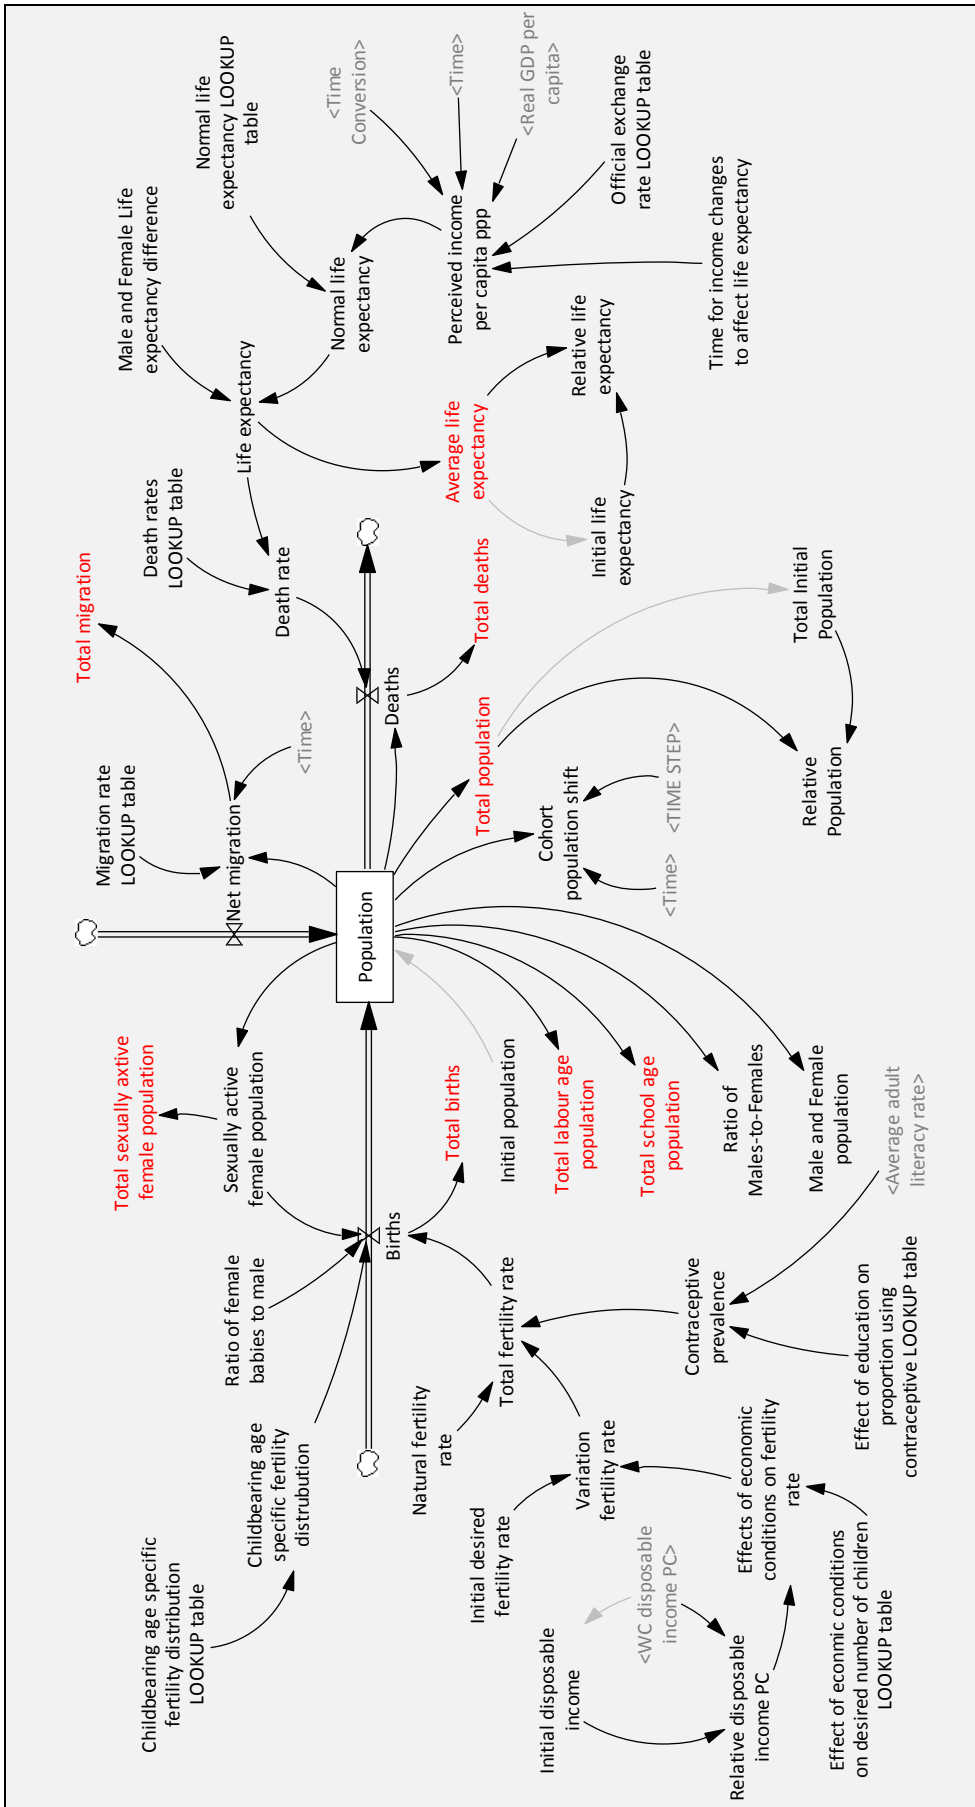 Childbearing age specific
fertility distribution
LOOKUP table
Childbearing age
specific fertility
distrubution
Ratio of female
babies to male
Total sexually axtive
female population
Sexually active
female population
Migration rate
LOOKUP table
Net migration
<Time>
Total migration
Death rates
LOOKUP table
Death rate
Male and Female Life
expectancy difference
Life expectancy
Normal life
expectancy LOOKUP
table
Normal life
expectancy
<Time
Conversion>
<Time>
<Real GDP per
capita>
Perceived income
per capita ppp
Official exchange
rate LOOKUP table
Time for income changes
to affect life expectancy
Average life
expectancy
Relative life
expectancy
Initial life
expectancy
Births
Population
Deaths
Total births
Total deaths
Total population
Initial population
Total labour age
population
Total school age
population
Ratio of
Males-to-Females
Male and Female
population
Cohort
population shift
<Time>
<TIME STEP>
Total Initial
Population
Relative
Population
Natural fertility
rate
Total fertility rate
Initial desired
fertility rate
Variation
fertility rate
Contraceptive
prevalence
<Average adult
literacy rate>
Effect of education on
proportion using
contraceptive LOOKUP table
Initial disposable
income
<WC disposable
income PC>
Relative disposable
income PC
Effects of economic
conditions on fertility
rate
Effect of econmic conditions
on desired number of children
LOOKUP table